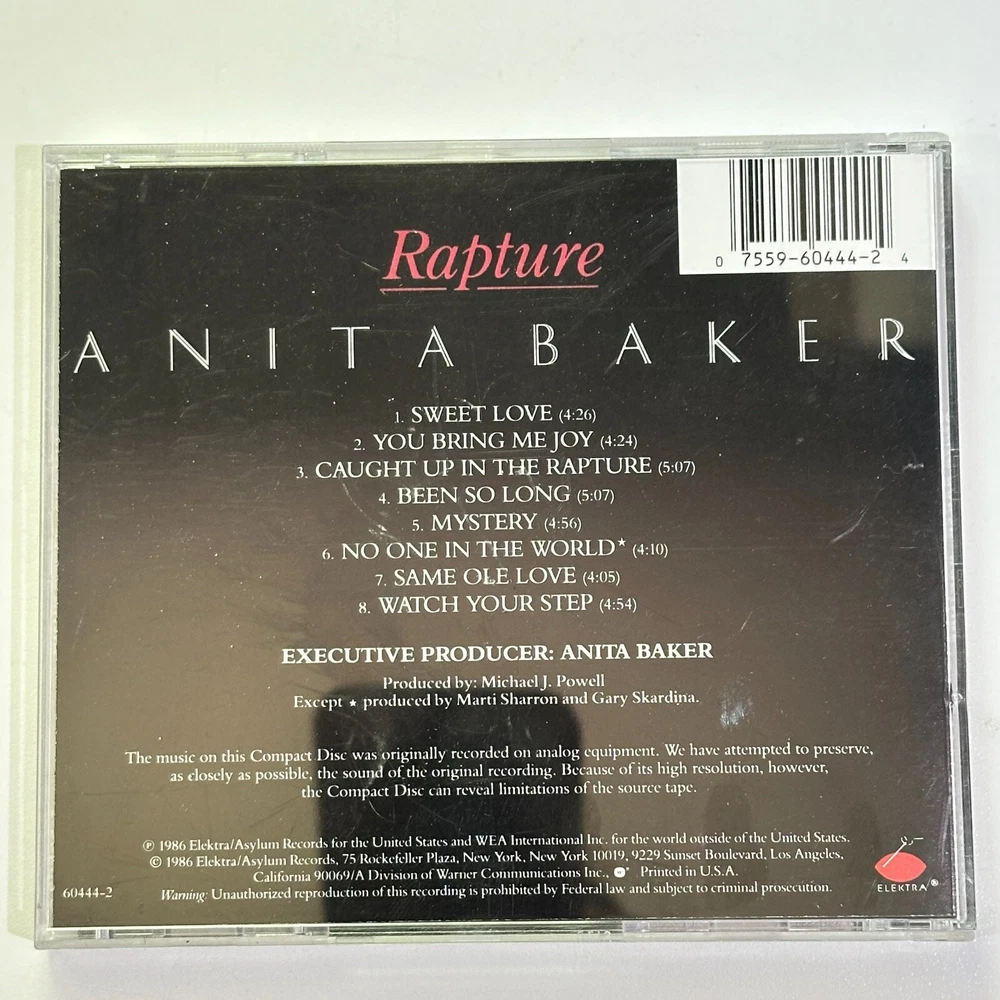 0 7559-60444-2 4
Rapture
ANITA BAKER
1. SWEET LOVE (4:26)
2. YOU BRING ME JOY (4:24)
3. CAUGHT UP IN THE RAPTURE (5:07)
4. BEEN SO LONG (5:07)
5. MYSTERY (4:56)
6. NO ONE IN THE WORLD★ (4:10)
7. SAME OLE LOVE (4:05)
8. WATCH YOUR STEP (4:54)
EXECUTIVE PRODUCER: ANITA BAKER
Produced by: Michael J. Powell
Except ★ produced by Marti Sharron and Gary Skardina.
The music on this Compact Disc was originally recorded on analog equipment. We have attempted to preserve,
as closely as possible, the sound of the original recording. Because of its high resolution, however,
the Compact Disc can reveal limitations of the source tape.
℗ 1986 Elektra/Asylum Records for the United States and WEA International Inc. for the world outside of the United States.
© 1986 Elektra/Asylum Records, 75 Rockefeller Plaza, New York, New York 10019, 9229 Sunset Boulevard, Los Angeles,
California 90069/A Division of Warner Communications Inc., Printed in U.S.A.
Warning: Unauthorized reproduction of this recording is prohibited by Federal law and subject to criminal prosecution.
60444-2
ELEKTRA®